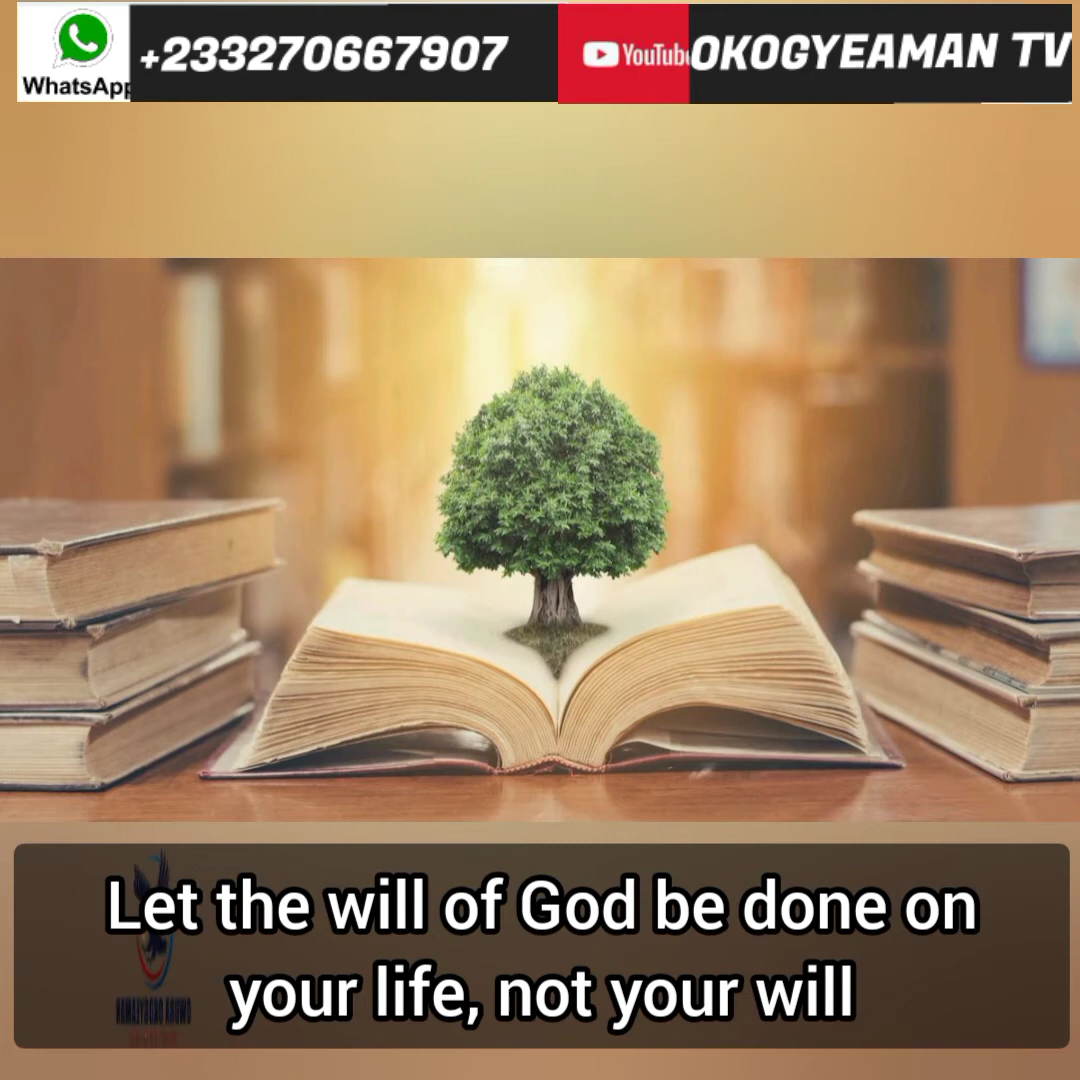 WhatsApp
+233270667907
YouTube
OKOGYEAMAN TV
Let the will of God be done on
your life, not your will